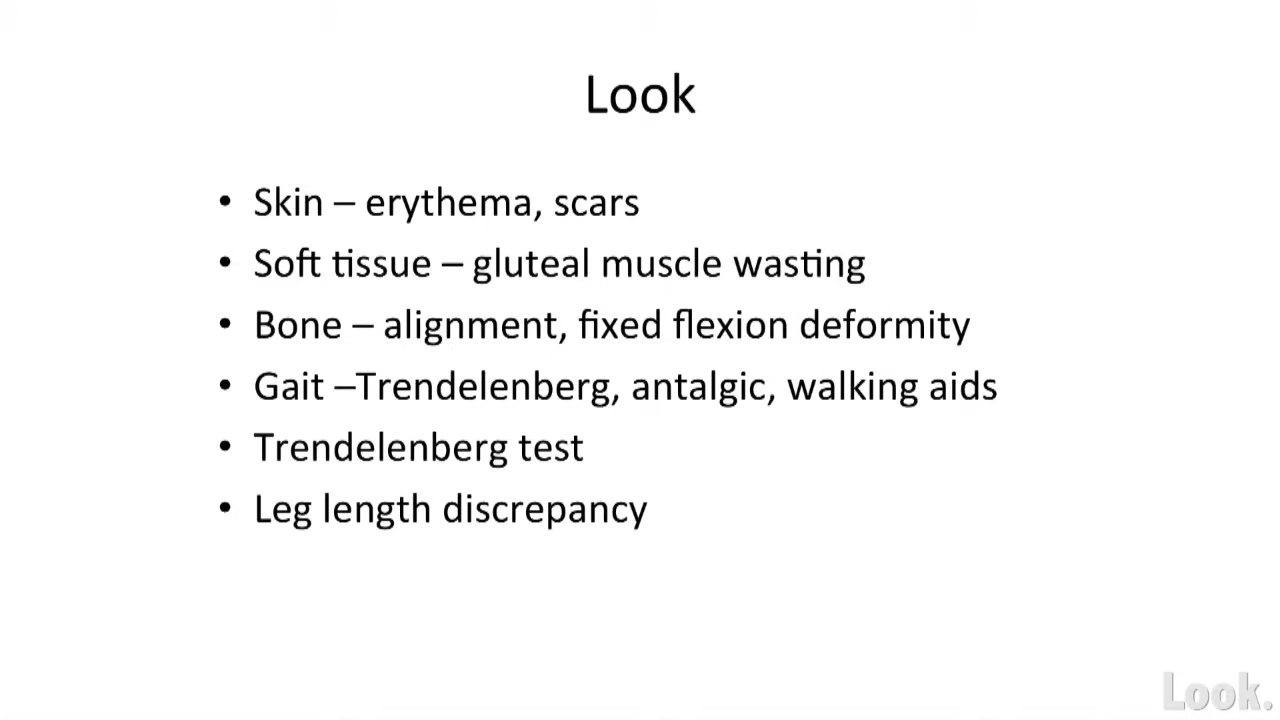 Look
• Skin – erythema, scars
• Soft tissue – gluteal muscle wasting
• Bone – alignment, fixed flexion deformity
• Gait –Trendelenberg, antalgic, walking aids
• Trendelenberg test
• Leg length discrepancy
Look.